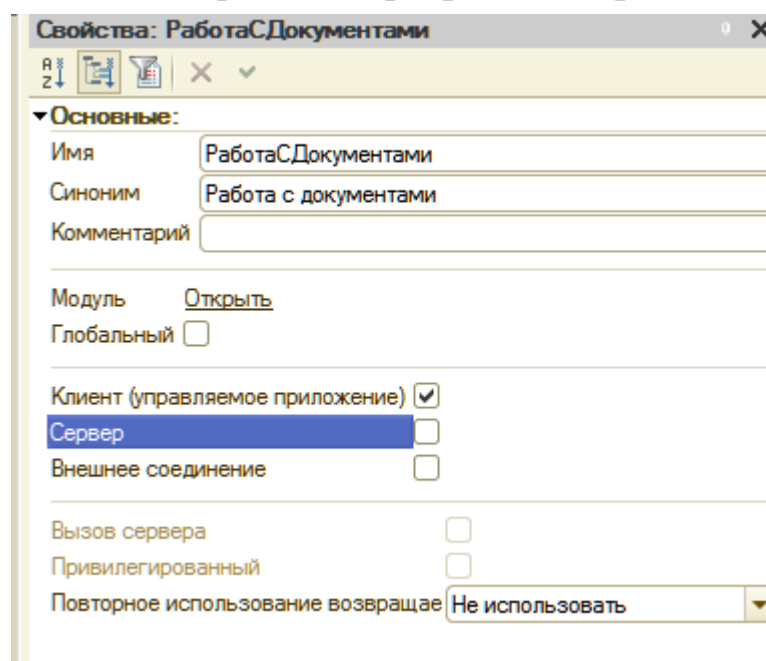 Свойства: РаботаСДокументами
Основные:
Имя РаботаСДокументами
Синоним Работа с документами
Комментарий
Модуль Открыть
Глобальный
Клиент (управляемое приложение)
Сервер
Внешнее соединение
Вызов сервера
Привилегированный
Повторное использование возвращае Не использовать